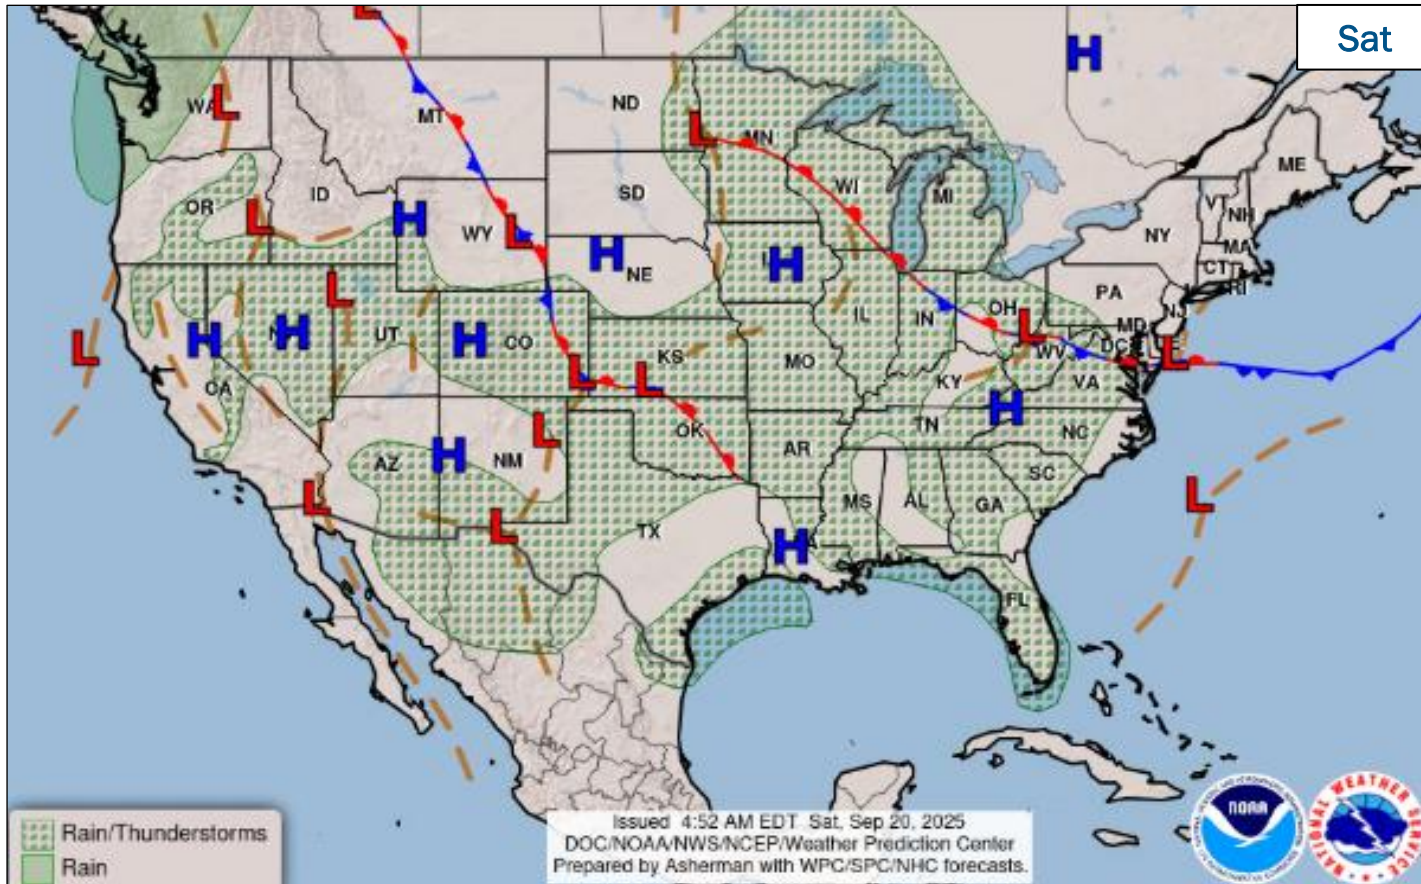 Sat
L
H
WA
L
MT
ND
L
MN
ME
ID
SD
WI
MI
VT
NH
OR
L
H
WY
L
NY
MA
H
NE
H
CT
RI
L
PA
IL
IN
OH
NJ
L
H
H
UT
H
CO
KS
MO
L
WV
MD
DC
L
CA
L
L
KY
VA
H
L
OK
TN
NC
AZ
H
NM
AR
SC
L
L
MS
AL
GA
L
TX
H
FL
Rain/Thunderstorms
Rain
Issued 4:52 AM EDT Sat, Sep 20, 2025
DOC/NOAA/NWS/NCEP/Weather Prediction Center
Prepared by Asherman with WPC/SPC/NHC forecasts.
NOAA
NATIONAL WEATHER SERVICE